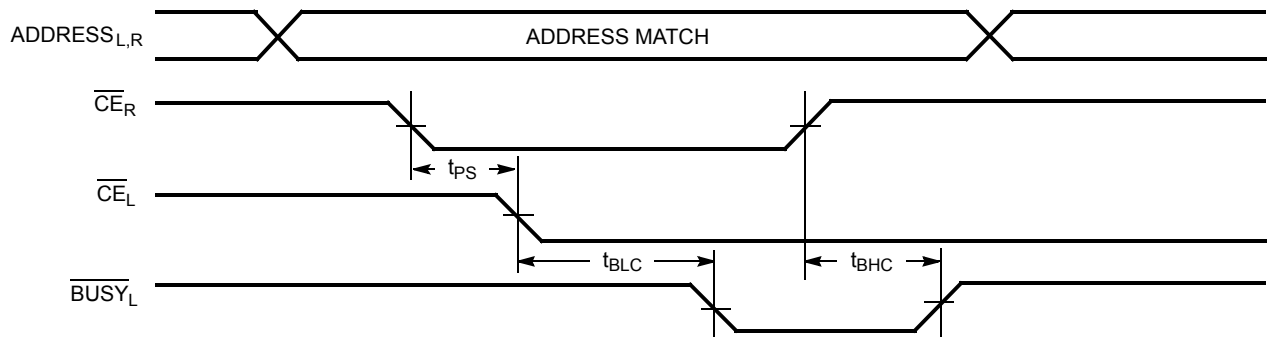 ADDRESS_L,R ADDRESS MATCH
CE_R
t_PS
CE_L
t_BLC t_BHC
BUSY_L